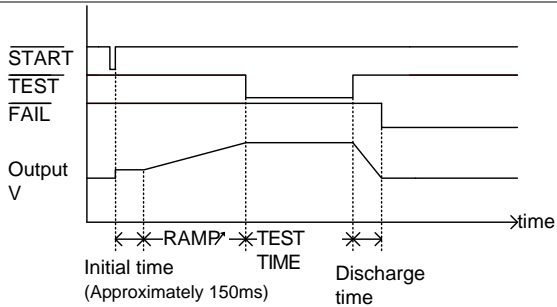 START
TEST
FAIL
Output
V
time
RAMP↗
TEST
TIME
Initial time
(Approximately 150ms)
Discharge
time